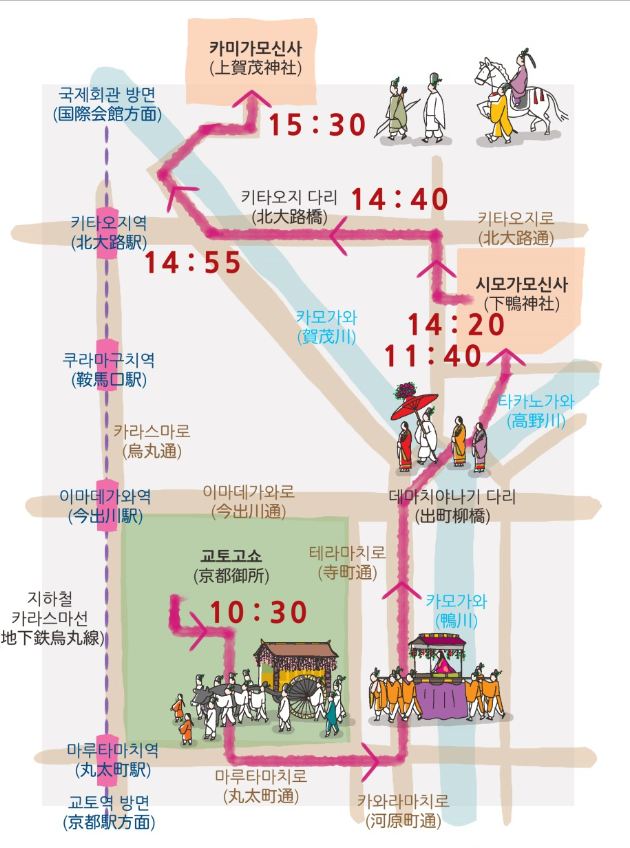 카미가모신사
(上賀茂神社)
국제회관 방면
(国際会館方面)
15:30
키타오지 다리
(北大路橋)
14:40
키타오지역
(北大路駅)
키타오지로
(北大路通)
14:55
시모가모신사
(下鴨神社)
카모가와
(賀茂川)
14:20
11:40
쿠라마구치역
(鞍馬口駅)
타카노가와
(高野川)
카라스마로
(烏丸通)
이마데가와역
(今出川駅)
이마데가와로
(今出川通)
데마치야나기 다리
(出町柳橋)
교토고쇼
(京都御所)
테라마치로
(寺町通)
10:30
지하철
카라스마선
地下鉄烏丸線)
카모가와
(鴨川)
마루타마치역
(丸太町駅)
마루타마치로
(丸太町通)
교토역 방면
(京都駅方面)
카와라마치로
(河原町通)